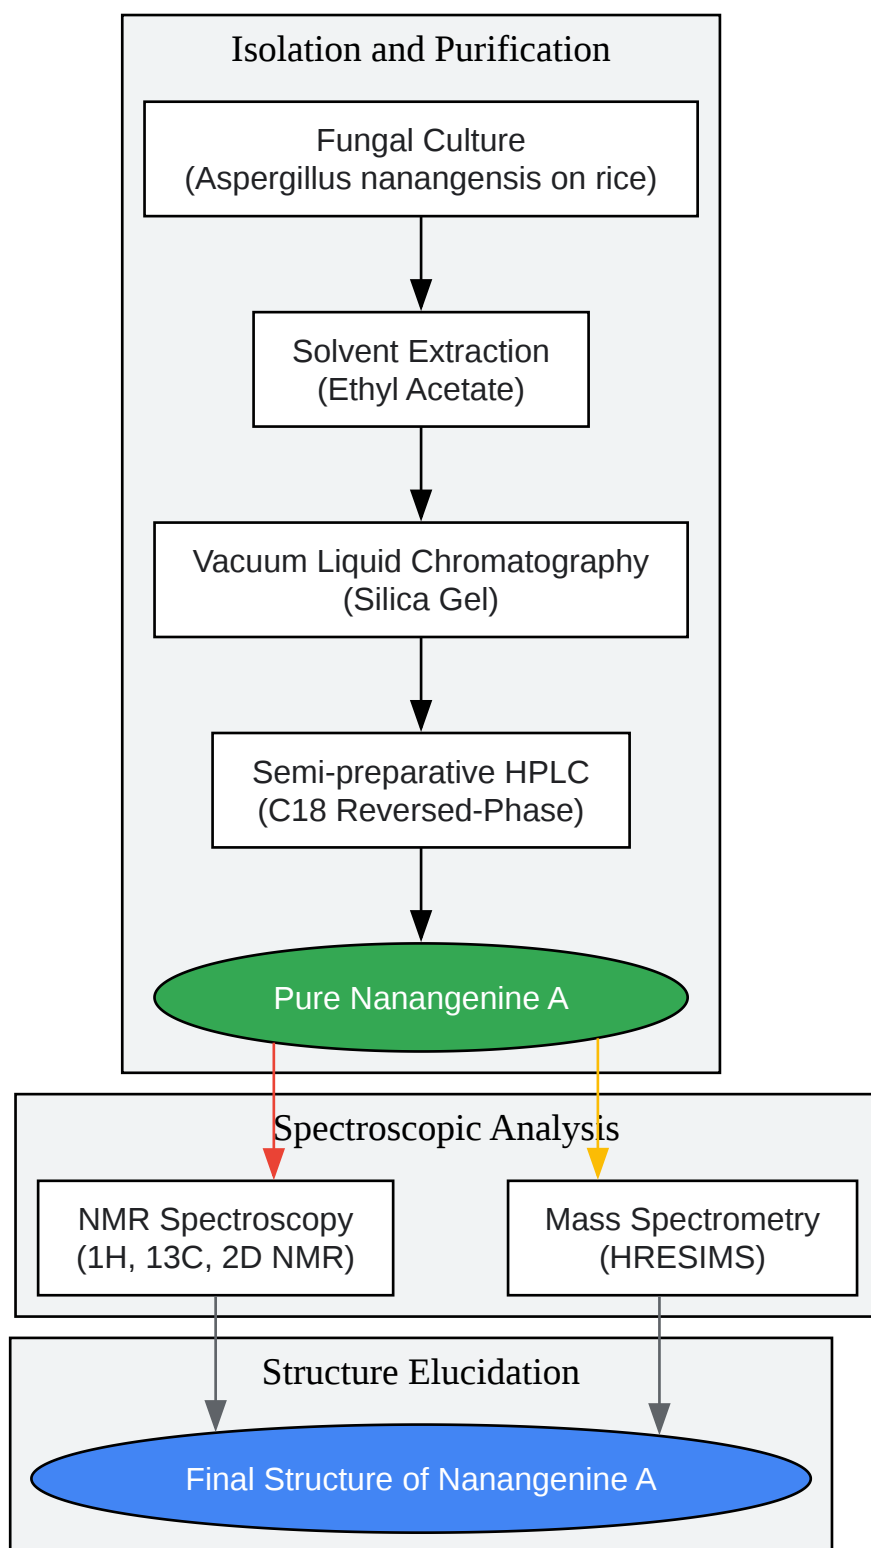 Isolation and Purification
Fungal Culture
(Aspergillus nanangensis on rice)
Solvent Extraction
(Ethyl Acetate)
Vacuum Liquid Chromatography
(Silica Gel)
Semi-preparative HPLC
(C18 Reversed-Phase)
Pure Nanangenine A
Spectroscopic Analysis
NMR Spectroscopy
(1H, 13C, 2D NMR)
Mass Spectrometry
(HRESIMS)
Structure Elucidation
Final Structure of Nanangenine A